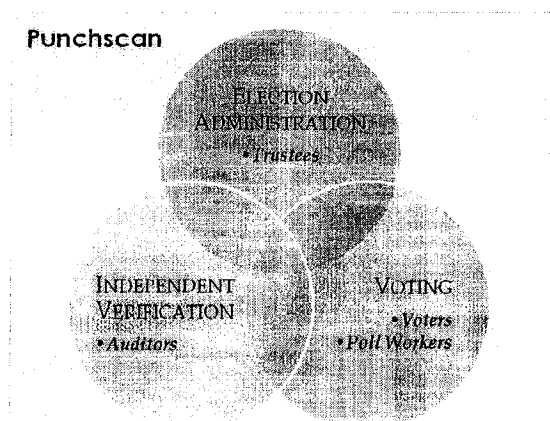 Punchscan
ELECTION
ADMINISTRATION
• Trustees
INDEPENDENT
VERIFICATION
• Auditors
VOTING
• Voters
• Poll Workers